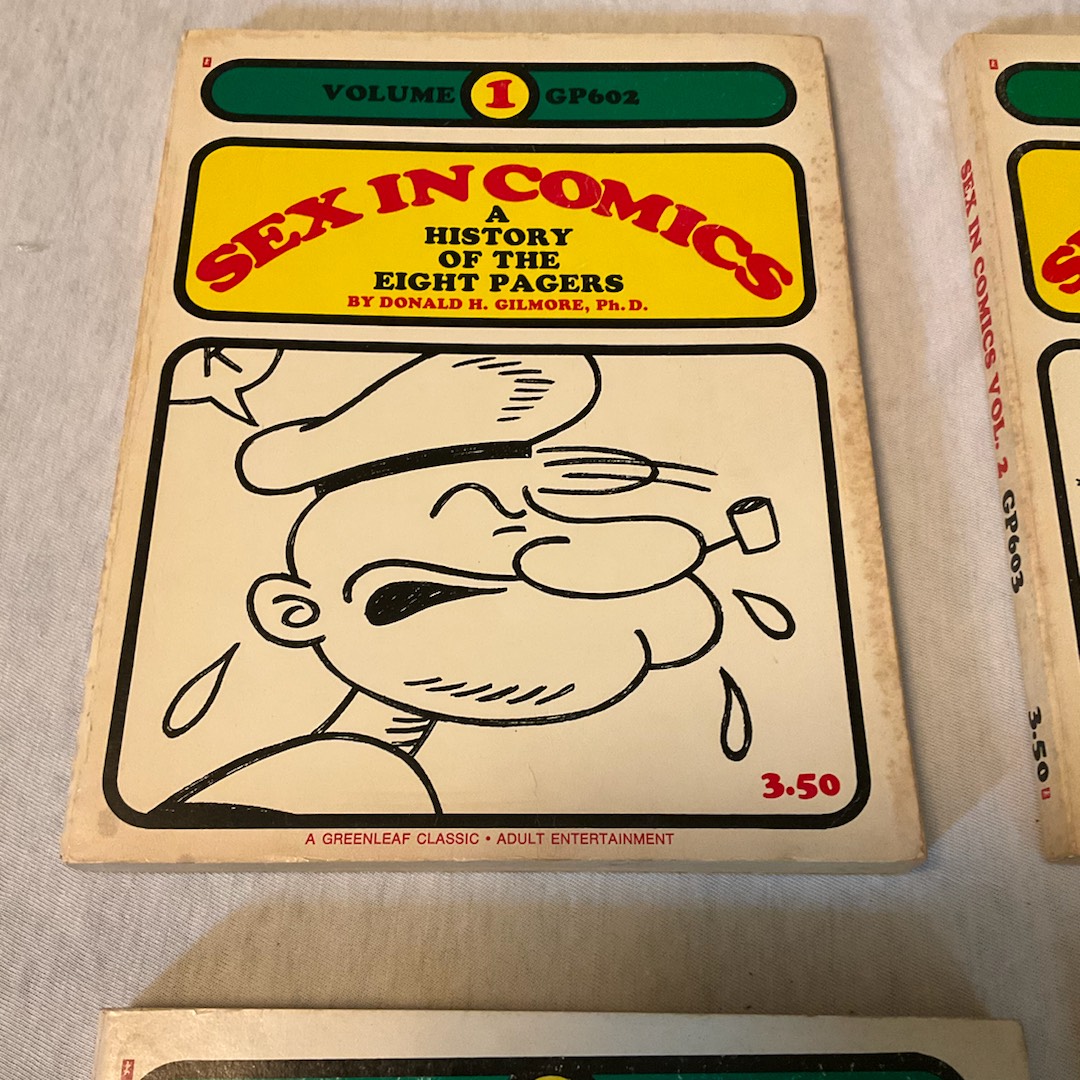 VOLUME 1 GP602
SEX IN COMICS
A
HISTORY
OF THE
EIGHT PAGERS
BY DONALD H. GILMORE, Ph.D.
K
3.50
A GREENLEAF CLASSIC • ADULT ENTERTAINMENT
SEX IN COMICS VOL. 2 GP603 3.50